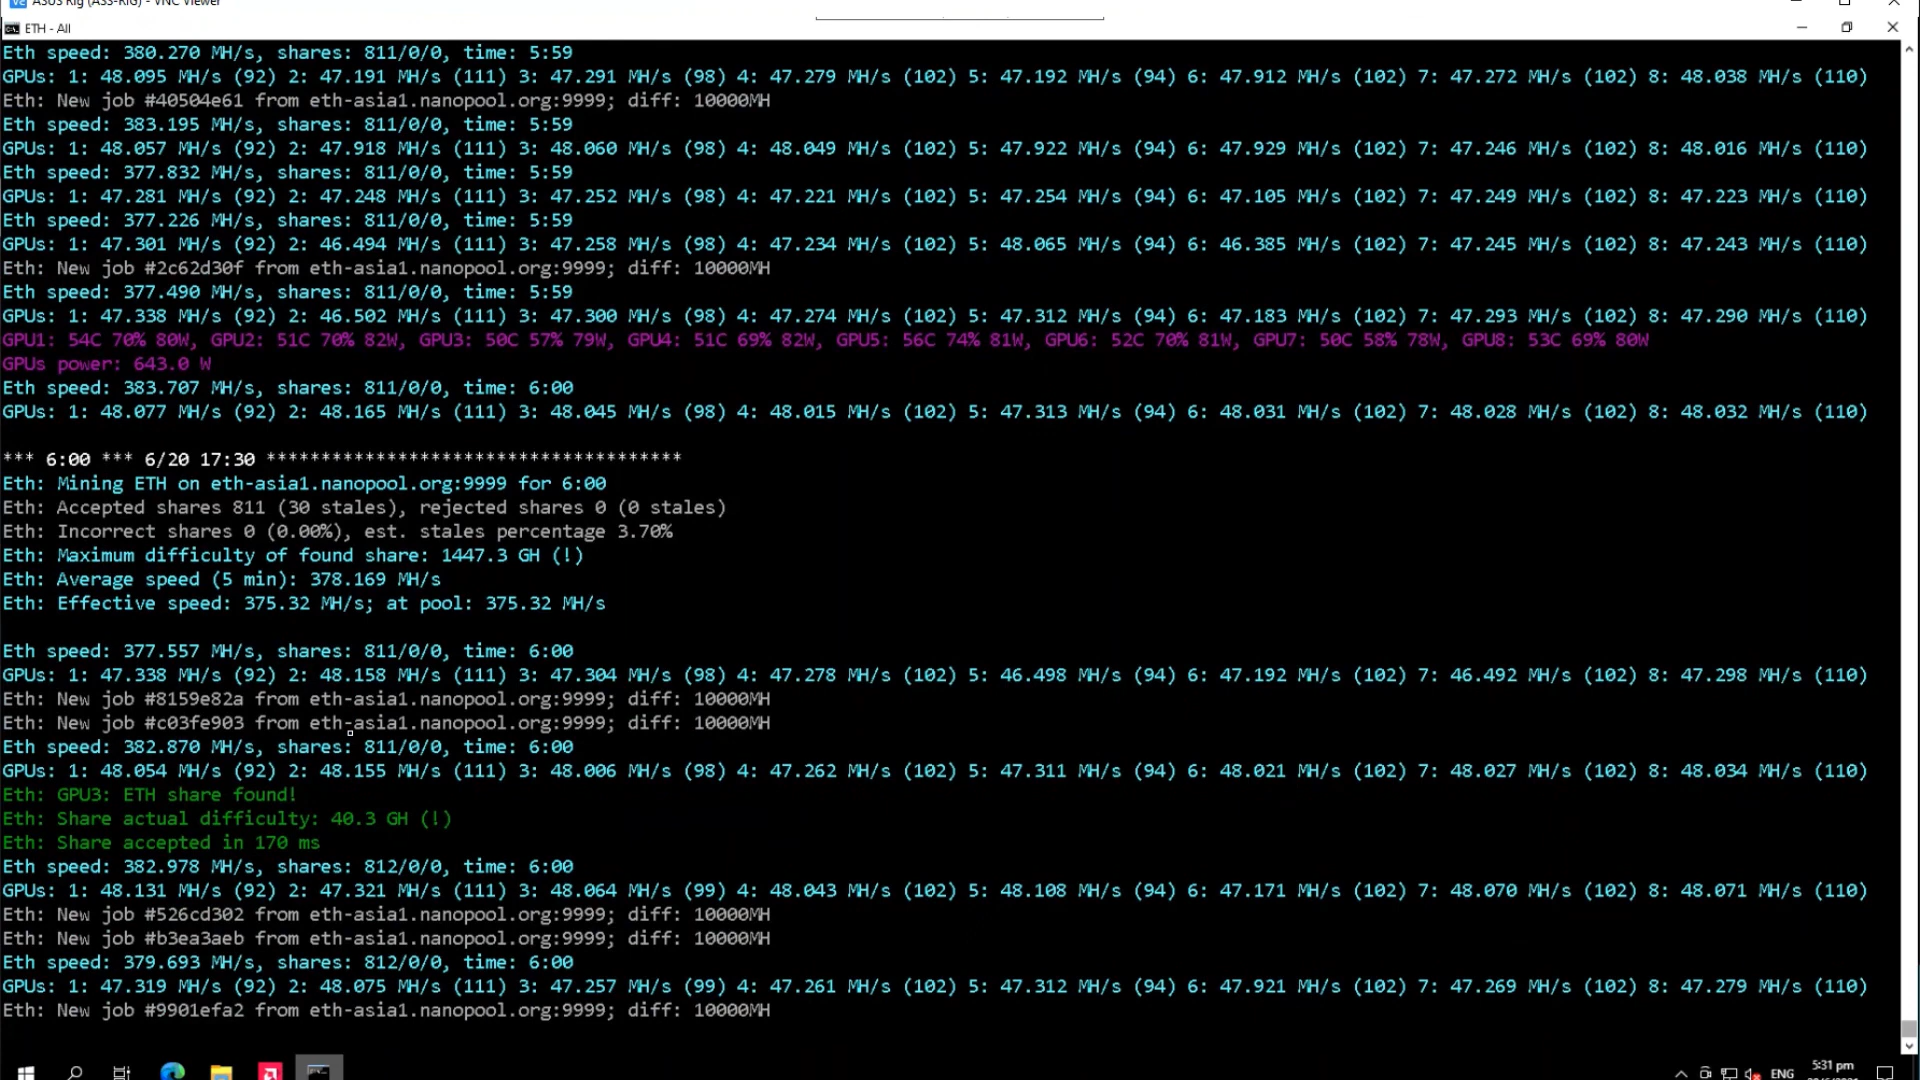 ASUS Rig (ASS-RIG) - VNC Viewer
ETH - All
Eth speed: 380.270 MH/s, shares: 811/0/0, time: 5:59
GPUs: 1: 48.095 MH/s (92) 2: 47.191 MH/s (111) 3: 47.291 MH/s (98) 4: 47.279 MH/s (102) 5: 47.192 MH/s (94) 6: 47.912 MH/s (102) 7: 47.272 MH/s (102) 8: 48.038 MH/s (110)
Eth: New job #40504e61 from eth-asia1.nanopool.org:9999; diff: 10000MH
Eth speed: 383.195 MH/s, shares: 811/0/0, time: 5:59
GPUs: 1: 48.057 MH/s (92) 2: 47.918 MH/s (111) 3: 48.060 MH/s (98) 4: 48.049 MH/s (102) 5: 47.922 MH/s (94) 6: 47.929 MH/s (102) 7: 47.246 MH/s (102) 8: 48.016 MH/s (110)
Eth speed: 377.832 MH/s, shares: 811/0/0, time: 5:59
GPUs: 1: 47.281 MH/s (92) 2: 47.248 MH/s (111) 3: 47.252 MH/s (98) 4: 47.221 MH/s (102) 5: 47.254 MH/s (94) 6: 47.105 MH/s (102) 7: 47.249 MH/s (102) 8: 47.223 MH/s (110)
Eth speed: 377.226 MH/s, shares: 811/0/0, time: 5:59
GPUs: 1: 47.301 MH/s (92) 2: 46.494 MH/s (111) 3: 47.258 MH/s (98) 4: 47.234 MH/s (102) 5: 48.065 MH/s (94) 6: 46.385 MH/s (102) 7: 47.245 MH/s (102) 8: 47.243 MH/s (110)
Eth: New job #2c62d30f from eth-asia1.nanopool.org:9999; diff: 10000MH
Eth speed: 377.490 MH/s, shares: 811/0/0, time: 5:59
GPUs: 1: 47.338 MH/s (92) 2: 46.502 MH/s (111) 3: 47.300 MH/s (98) 4: 47.274 MH/s (102) 5: 47.312 MH/s (94) 6: 47.183 MH/s (102) 7: 47.293 MH/s (102) 8: 47.290 MH/s (110)
GPU1: 54C 70% 80W, GPU2: 51C 70% 82W, GPU3: 50C 57% 79W, GPU4: 51C 69% 82W, GPU5: 56C 74% 81W, GPU6: 52C 70% 81W, GPU7: 50C 58% 78W, GPU8: 53C 69% 80W
GPUs power: 643.0 W
Eth speed: 383.707 MH/s, shares: 811/0/0, time: 6:00
GPUs: 1: 48.077 MH/s (92) 2: 48.165 MH/s (111) 3: 48.045 MH/s (98) 4: 48.015 MH/s (102) 5: 47.313 MH/s (94) 6: 48.031 MH/s (102) 7: 48.028 MH/s (102) 8: 48.032 MH/s (110)
*** 6:00 *** 6/20 17:30 **************************************
Eth: Mining ETH on eth-asia1.nanopool.org:9999 for 6:00
Eth: Accepted shares 811 (30 stales), rejected shares 0 (0 stales)
Eth: Incorrect shares 0 (0.00%), est. stales percentage 3.70%
Eth: Maximum difficulty of found share: 1447.3 GH (!)
Eth: Average speed (5 min): 378.169 MH/s
Eth: Effective speed: 375.32 MH/s; at pool: 375.32 MH/s
Eth speed: 377.557 MH/s, shares: 811/0/0, time: 6:00
GPUs: 1: 47.338 MH/s (92) 2: 48.158 MH/s (111) 3: 47.304 MH/s (98) 4: 47.278 MH/s (102) 5: 46.498 MH/s (94) 6: 47.192 MH/s (102) 7: 46.492 MH/s (102) 8: 47.298 MH/s (110)
Eth: New job #8159e82a from eth-asia1.nanopool.org:9999; diff: 10000MH
Eth: New job #c03fe903 from eth-asia1.nanopool.org:9999; diff: 10000MH
Eth speed: 382.870 MH/s, shares: 811/0/0, time: 6:00
GPUs: 1: 48.054 MH/s (92) 2: 48.155 MH/s (111) 3: 48.006 MH/s (98) 4: 47.262 MH/s (102) 5: 47.311 MH/s (94) 6: 48.021 MH/s (102) 7: 48.027 MH/s (102) 8: 48.034 MH/s (110)
Eth: GPU3: ETH share found!
Eth: Share actual difficulty: 40.3 GH (!)
Eth: Share accepted in 170 ms
Eth speed: 382.978 MH/s, shares: 812/0/0, time: 6:00
GPUs: 1: 48.131 MH/s (92) 2: 47.321 MH/s (111) 3: 48.064 MH/s (99) 4: 48.043 MH/s (102) 5: 48.108 MH/s (94) 6: 47.171 MH/s (102) 7: 48.070 MH/s (102) 8: 48.071 MH/s (110)
Eth: New job #526cd302 from eth-asia1.nanopool.org:9999; diff: 10000MH
Eth: New job #b3ea3aeb from eth-asia1.nanopool.org:9999; diff: 10000MH
Eth speed: 379.693 MH/s, shares: 812/0/0, time: 6:00
GPUs: 1: 47.319 MH/s (92) 2: 48.075 MH/s (111) 3: 47.257 MH/s (99) 4: 47.261 MH/s (102) 5: 47.312 MH/s (94) 6: 47.921 MH/s (102) 7: 47.269 MH/s (102) 8: 47.279 MH/s (110)
Eth: New job #9901efa2 from eth-asia1.nanopool.org:9999; diff: 10000MH
ENG
5:31 pm